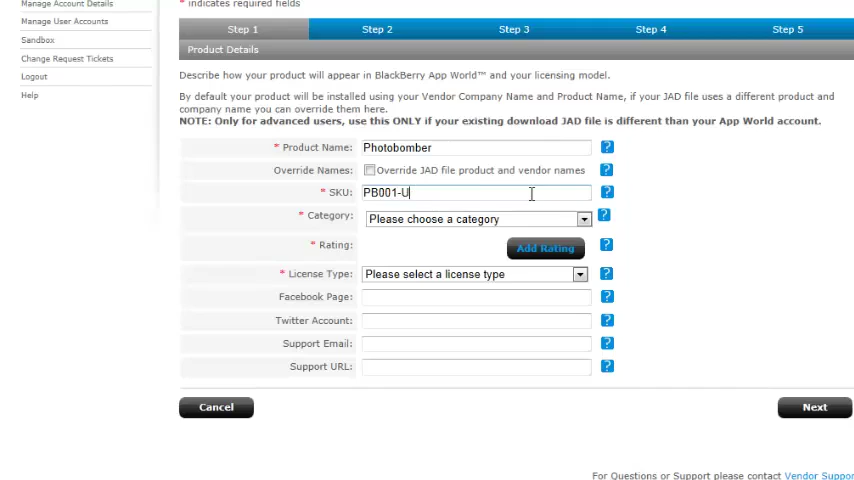 Manage Account Details
* indicates required fields
Manage User Accounts
Sandbox
Change Request Tickets
Logout
Help
Step 1 Step 2 Step 3 Step 4 Step 5
Product Details
Describe how your product will appear in BlackBerry App World™ and your licensing model.
By default your product will be installed using your Vendor Company Name and Product Name, if your JAD file uses a different product and
company name you can override them here.
NOTE: Only for advanced users, use this ONLY if your existing download JAD file is different than your App World account.
* Product Name: Photobomber ?
Override Names: Override JAD file product and vendor names ?
* SKU: PB001-U ?
* Category: Please choose a category ?
* Rating: Add Rating ?
* License Type: Please select a license type ?
Facebook Page: ?
Twitter Account: ?
Support Email: ?
Support URL: ?
Cancel Next
For Questions or Support please contact Vendor Suppor